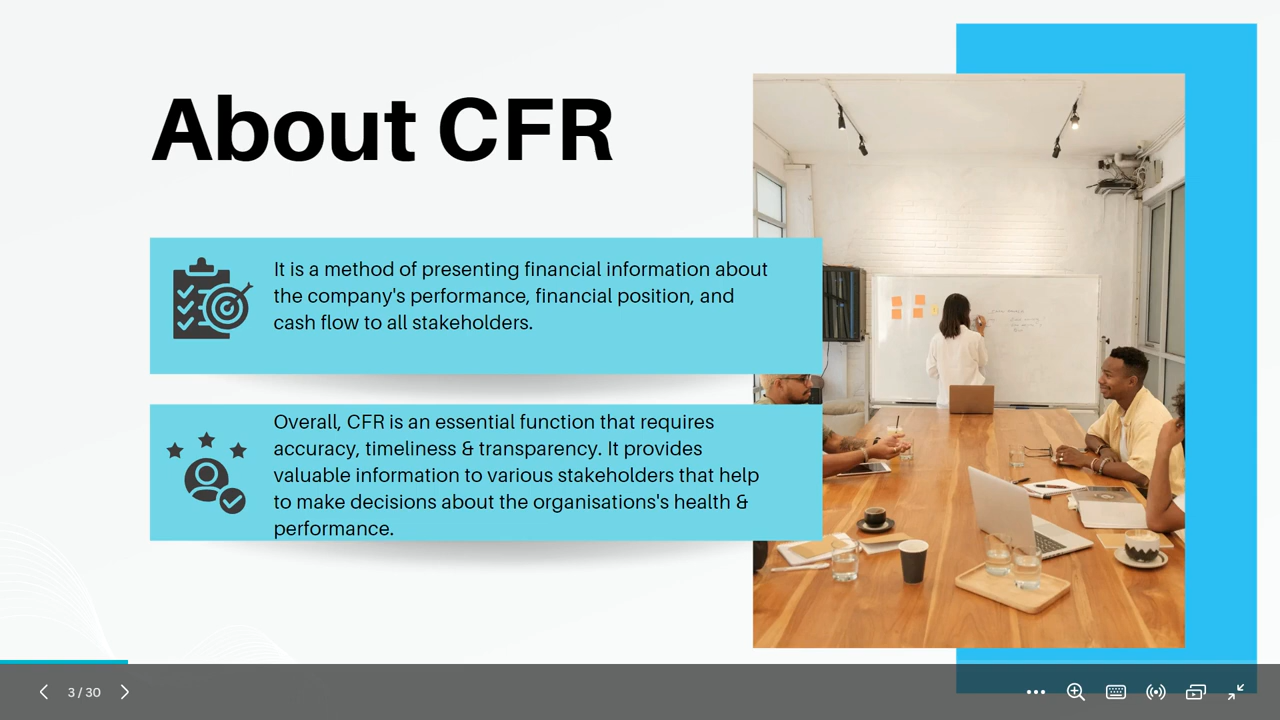 About CFR
It is a method of presenting financial information about
the company's performance, financial position, and
cash flow to all stakeholders.
Overall, CFR is an essential function that requires
accuracy, timeliness & transparency. It provides
valuable information to various stakeholders that help
to make decisions about the organisations's health &
performance.
3 / 30